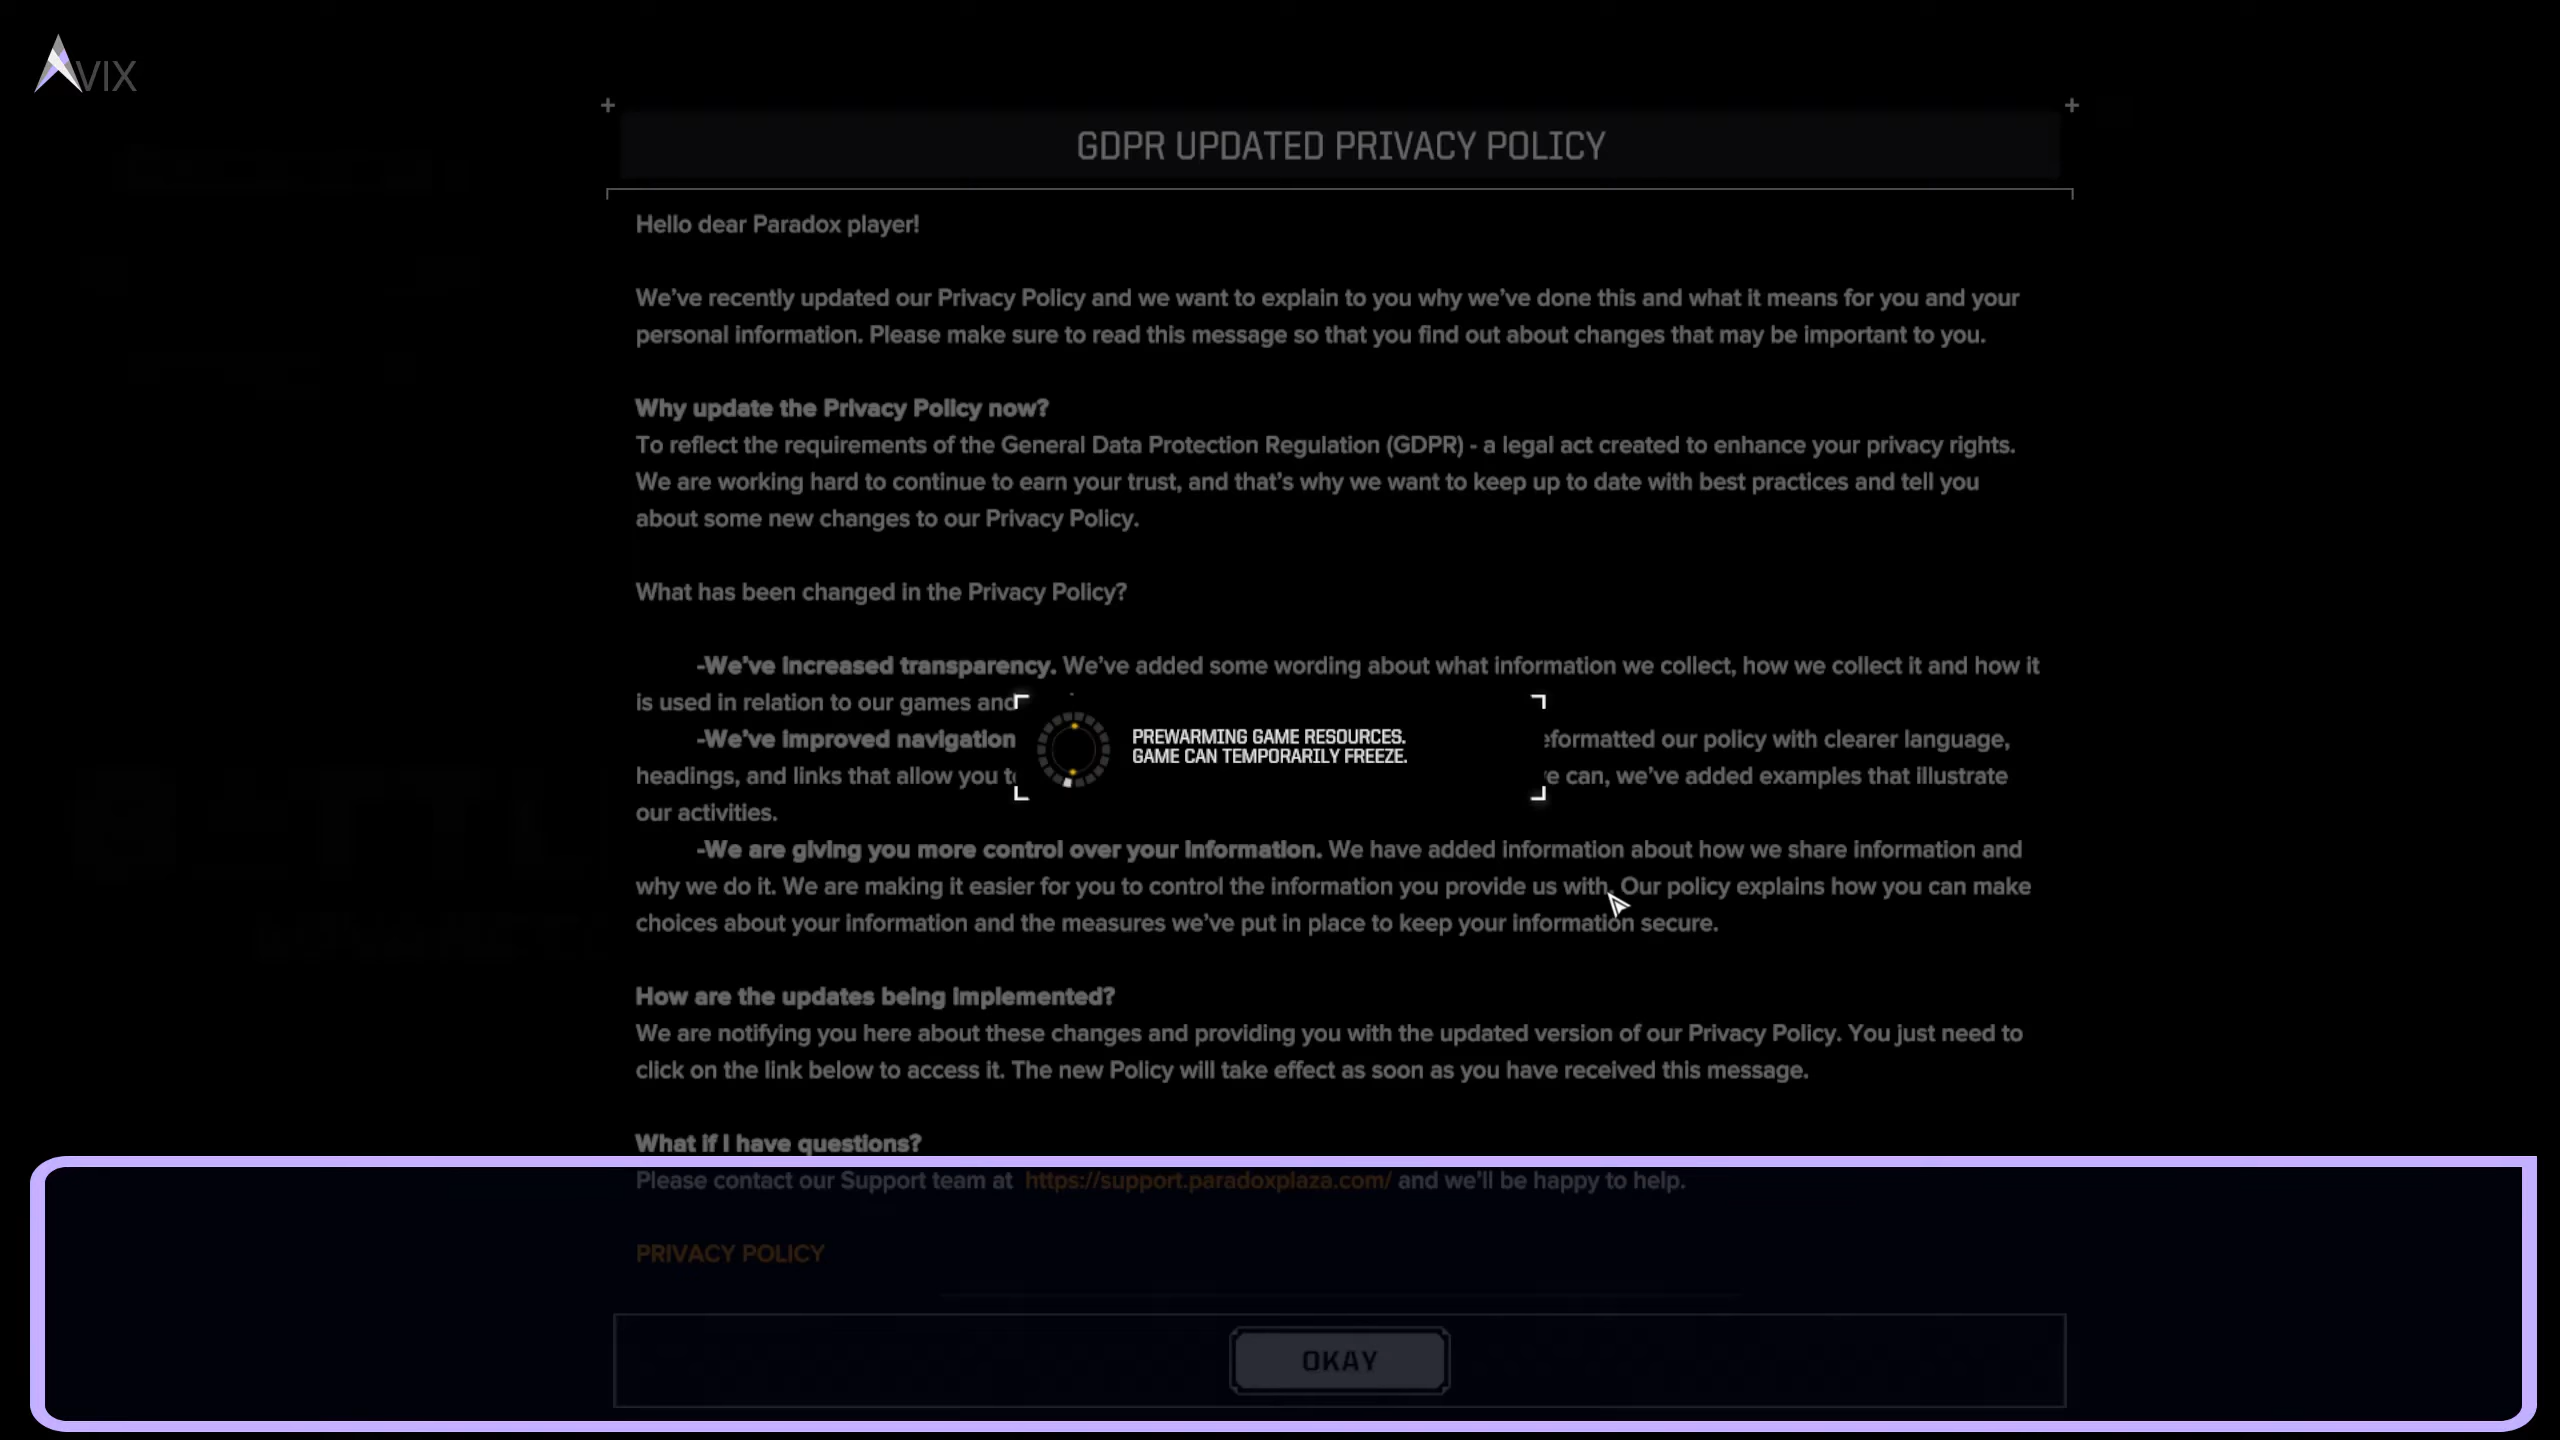 AVIX
GDPR UPDATED PRIVACY POLICY
Hello dear Paradox player!
We've recently updated our Privacy Policy and we want to explain to you why we've done this and what it means for you and your
personal information. Please make sure to read this message so that you find out about changes that may be important to you.
Why update the Privacy Policy now?
To reflect the requirements of the General Data Protection Regulation (GDPR) - a legal act created to enhance your privacy rights.
We are working hard to continue to earn your trust, and that's why we want to keep up to date with best practices and tell you
about some new changes to our Privacy Policy.
What has been changed in the Privacy Policy?
-We've increased transparency. We've added some wording about what information we collect, how we collect it and how it
is used in relation to our games and
-We've improved navigation eformatted our policy with clearer language,
headings, and links that allow you can, we've added examples that illustrate
our activities.
PREWARMING GAME RESOURCES.
GAME CAN TEMPORARILY FREEZE.
-We are giving you more control over your information. We have added information about how we share information and
why we do it. We are making it easier for you to control the information you provide us with. Our policy explains how you can make
choices about your information and the measures we've put in place to keep your information secure.
How are the updates being implemented?
We are notifying you here about these changes and providing you with the updated version of our Privacy Policy. You just need to
click on the link below to access it. The new Policy will take effect as soon as you have received this message.
What if I have questions?
Please contact our Support team at https://support.paradoxplaza.com/ and we'll be happy to help.
PRIVACY POLICY
OKAY